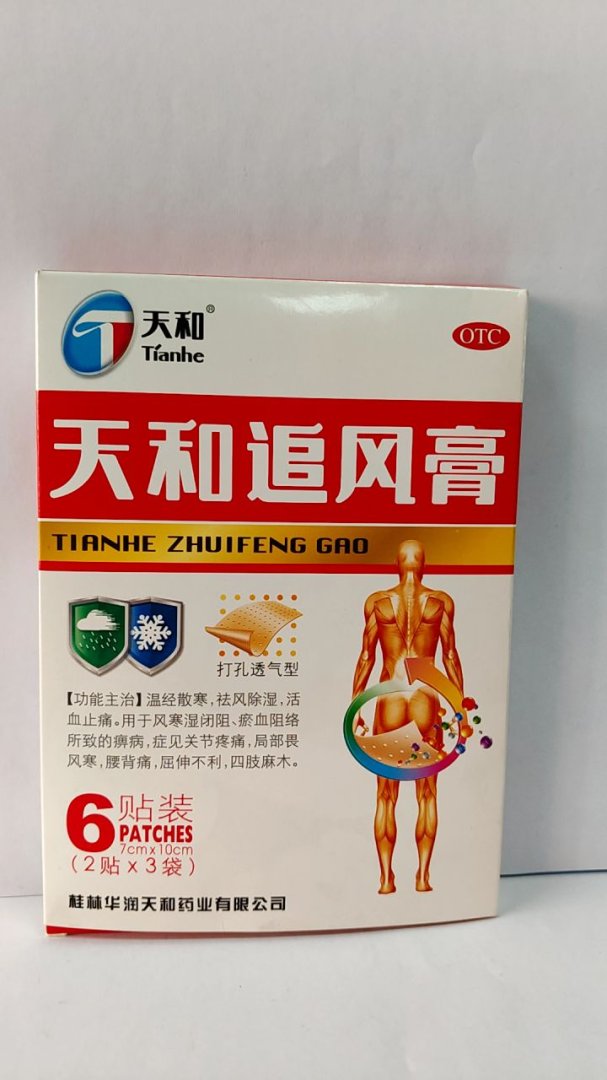 天和®
Tianhe
OTC
天和追风膏
TIANHE ZHUIFENG GAO
打孔透气型
【功能主治】温经散寒，祛风除湿，活
血止痛。用于风寒湿闭阻、瘀血阻络
所致的痹病，症见关节疼痛，局部畏
风寒，腰背痛，屈伸不利，四肢麻木。
6贴装
PATCHES
7cmx10cm
(2贴x3袋)
桂林华润天和药业有限公司